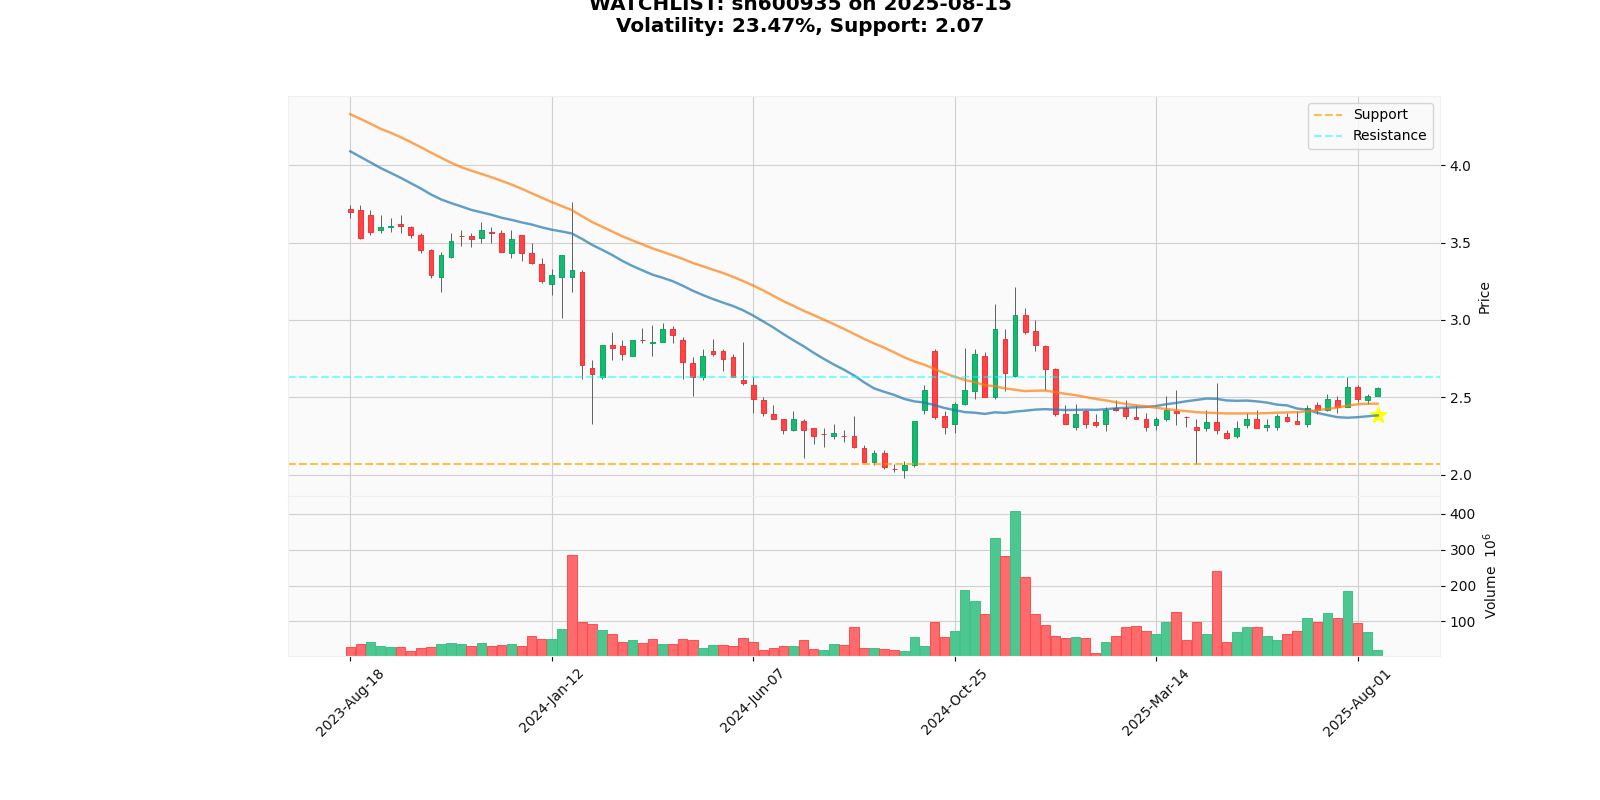 WATCHLIST: sh600935 on 2025-08-15
Volatility: 23.47%, Support: 2.07
Support
Resistance
4.0
3.5
3.0
2.5
2.0
Price
400
300
200
100
Volume 10⁶
2023-Aug-18
2024-Jan-12
2024-Jun-07
2024-Oct-25
2025-Mar-14
2025-Aug-01